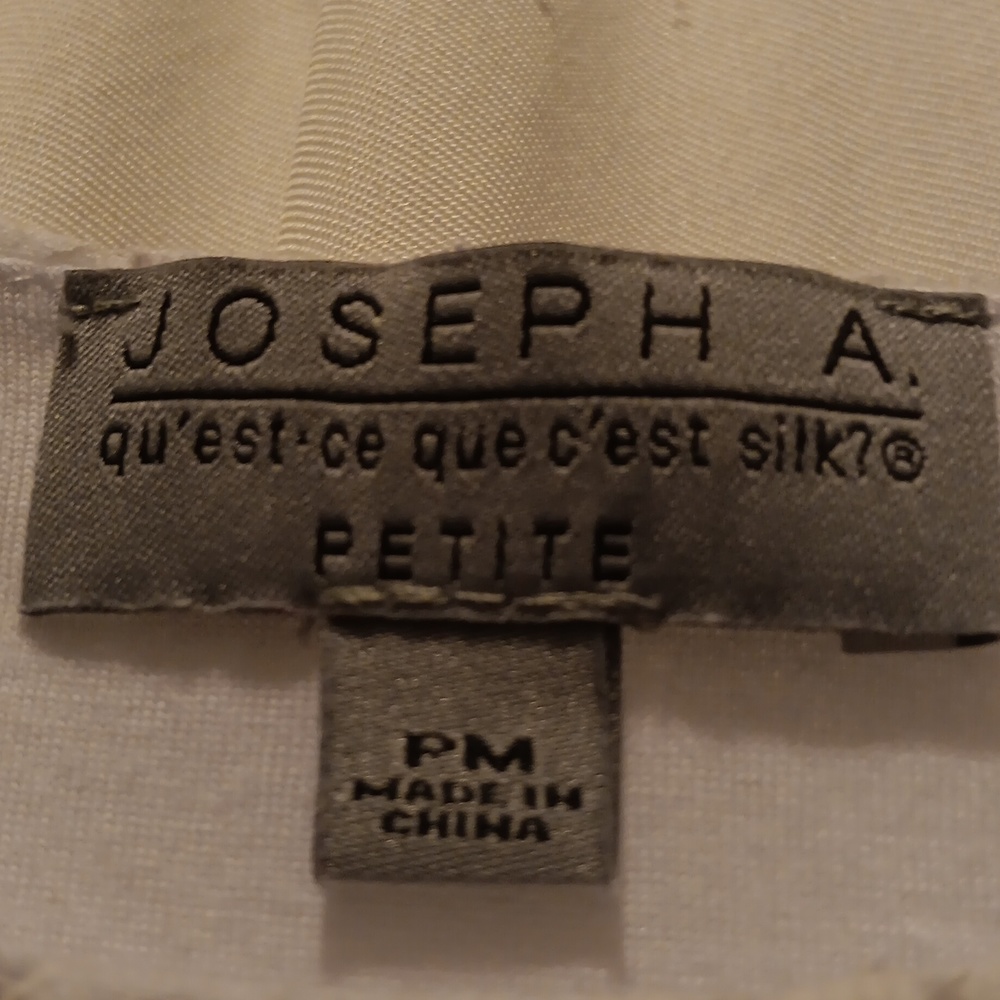 JOSEPH A.
qu'est-ce que c'est silk?®
PETITE
PM
MADE IN
CHINA